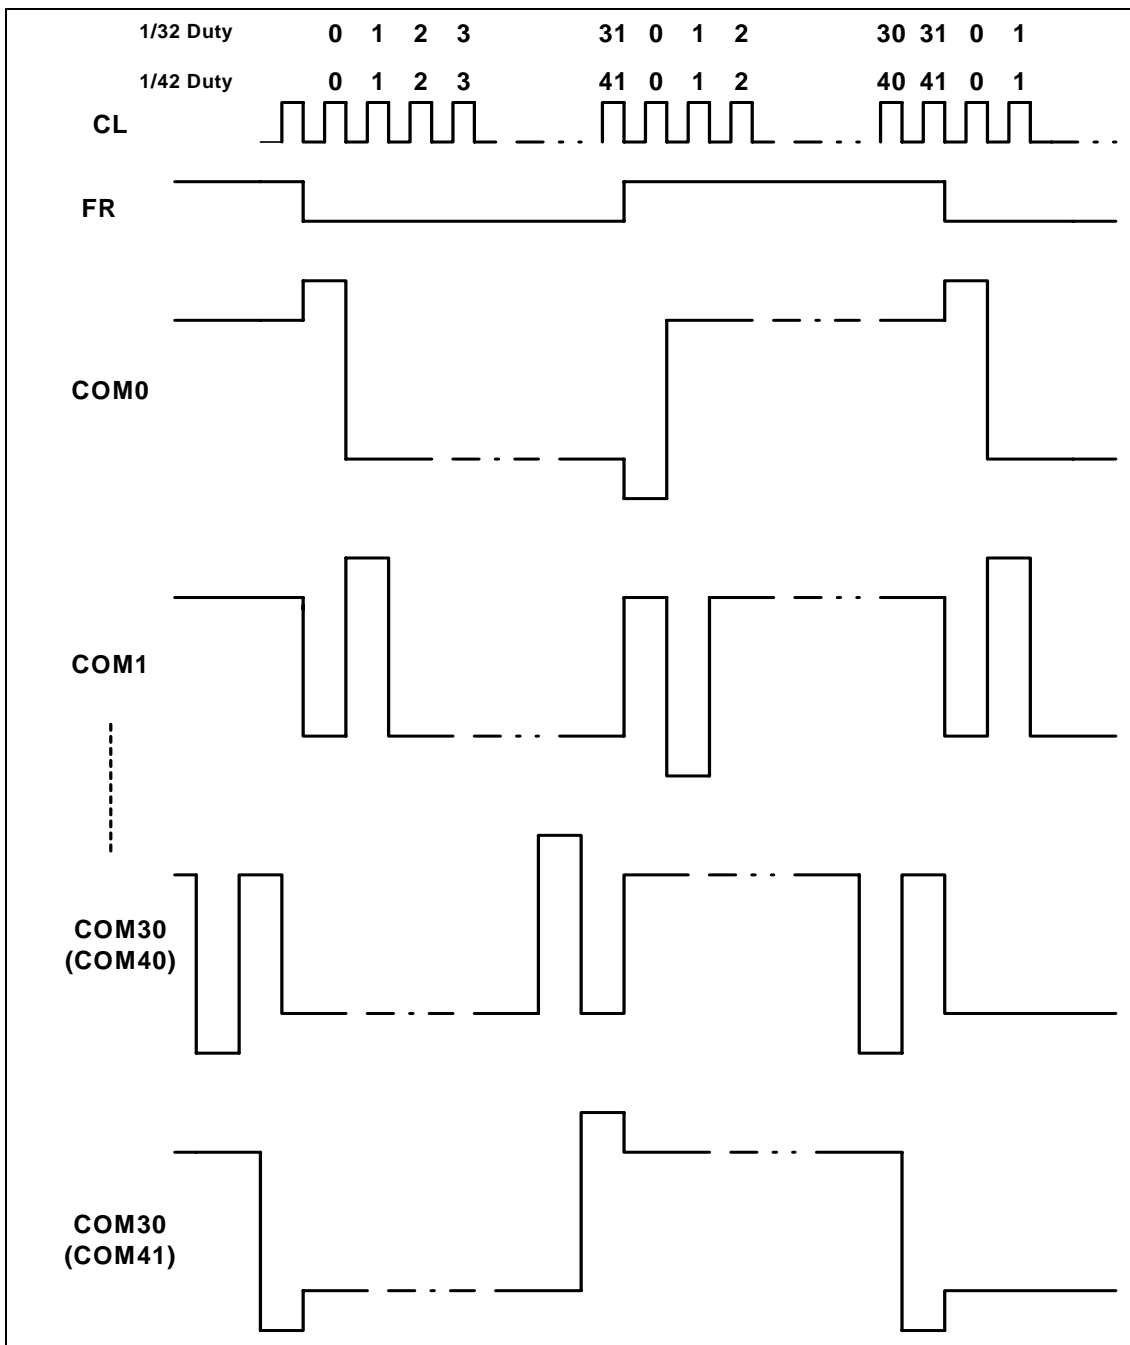 1/32 Duty 0 1 2 3 31 0 1 2 30 31 0 1
1/42 Duty 0 1 2 3 41 0 1 2 40 41 0 1
CL
FR
COM0
COM1
COM30
(COM40)
COM30
(COM41)